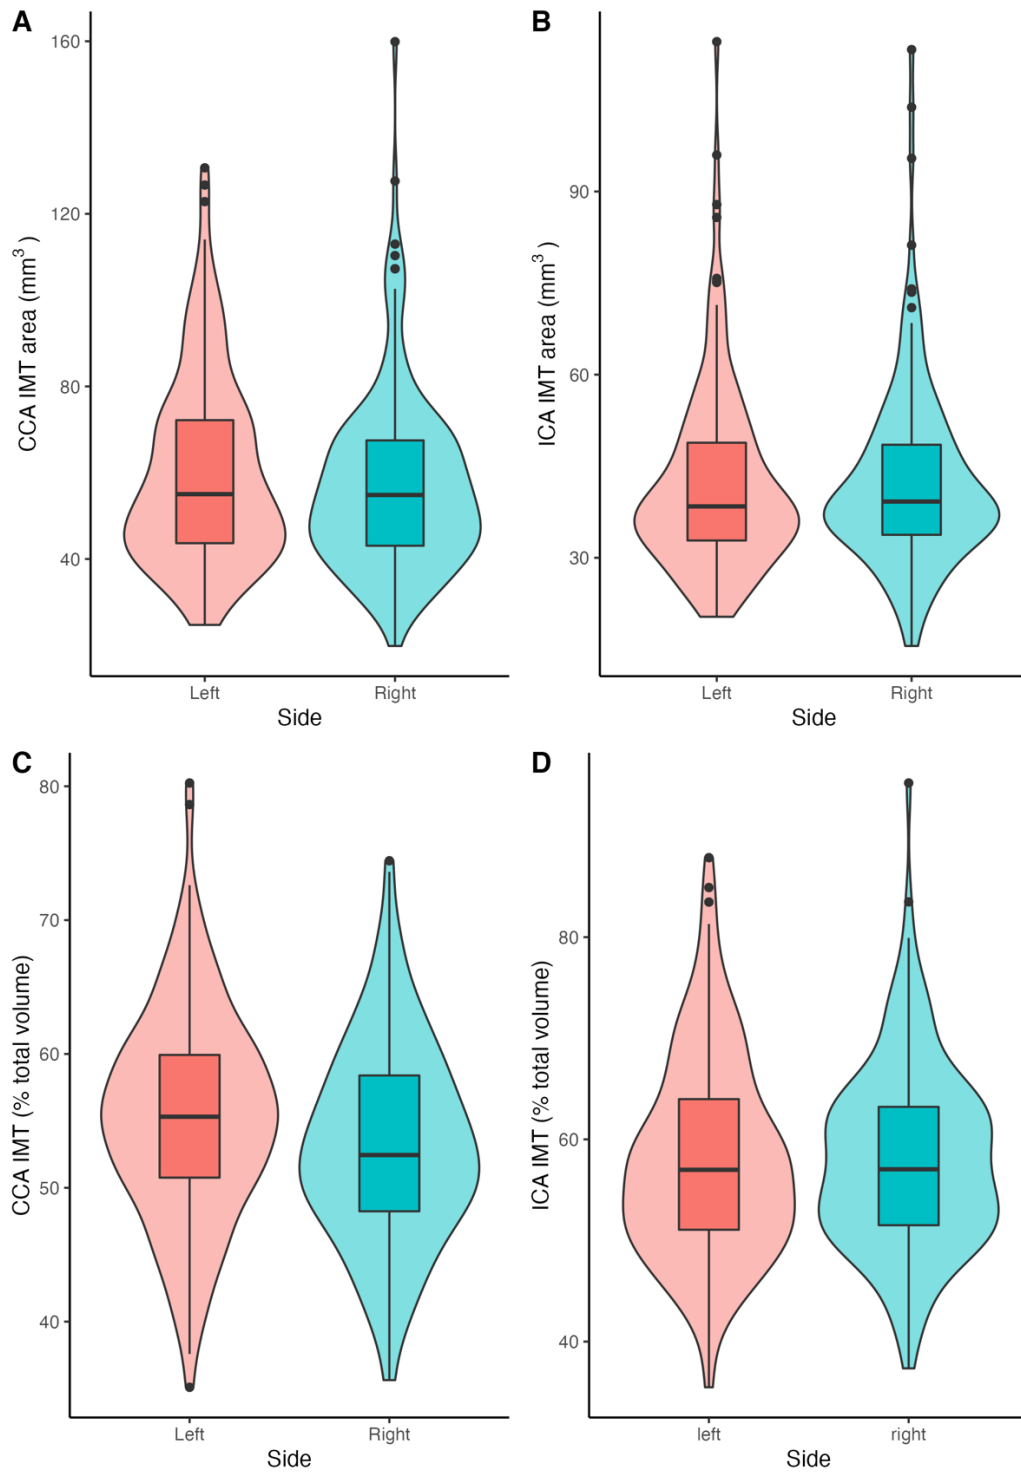 A
CCA IMT area (mm³ )
160
120
80
40
Left
Right
Side
B
ICA IMT area (mm³ )
90
60
30
Left
Right
Side
C
CCA IMT (% total volume)
80
70
60
50
40
Left
Right
Side
D
ICA IMT (% total volume)
80
60
40
left
right
Side